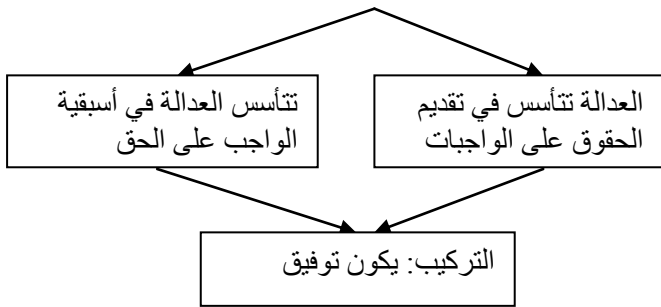 العدالة تتأسس في تقديم
الحقوق على الواجبات
تتأسس العدالة في أسبقية
الواجب على الحق
التركيب: يكون توفيق